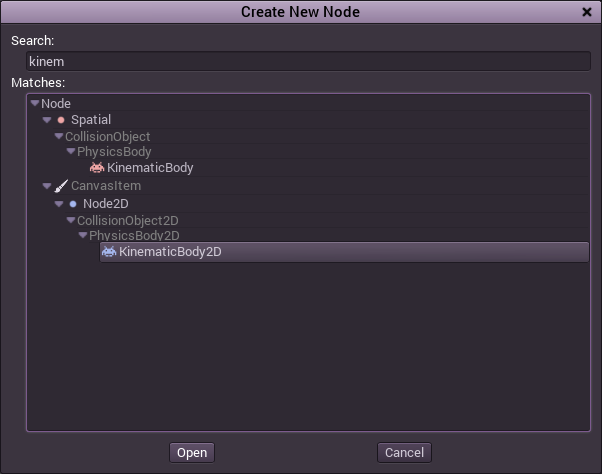 Create New Node
Search:
kinem
Matches:
Node
Spatial
CollisionObject
PhysicsBody
KinematicBody
CanvasItem
Node2D
CollisionObject2D
PhysicsBody2D
KinematicBody2D
Open Cancel